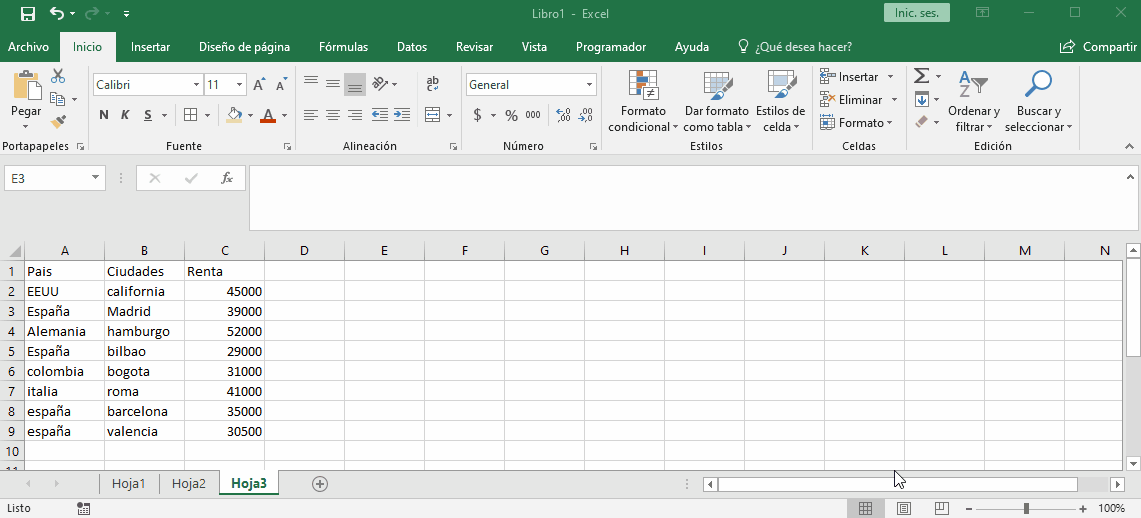 Libro1 - Excel
Inic. ses.
Archivo Inicio Insertar Diseño de página Fórmulas Datos Revisar Vista Programador Ayuda ¿Qué desea hacer? Compartir
Pegar
Portapapeles
Calibri 11
N K S
Fuente
ab
Alineación
General
$ % 000
Número
Formato condicional
Dar formato como tabla
Estilos de celda
Estilos
Insertar
Eliminar
Formato
Celdas
Ordenar y filtrar
Buscar y seleccionar
Edición
E3 fx
A B C D E F G H I J K L M N
1 Pais Ciudades Renta
2 EEUU california 45000
3 España Madrid 39000
4 Alemania hamburgo 52000
5 España bilbao 29000
6 colombia bogota 31000
7 italia roma 41000
8 españa barcelona 35000
9 españa valencia 30500
10
11
Hoja1 Hoja2 Hoja3
Listo 100%